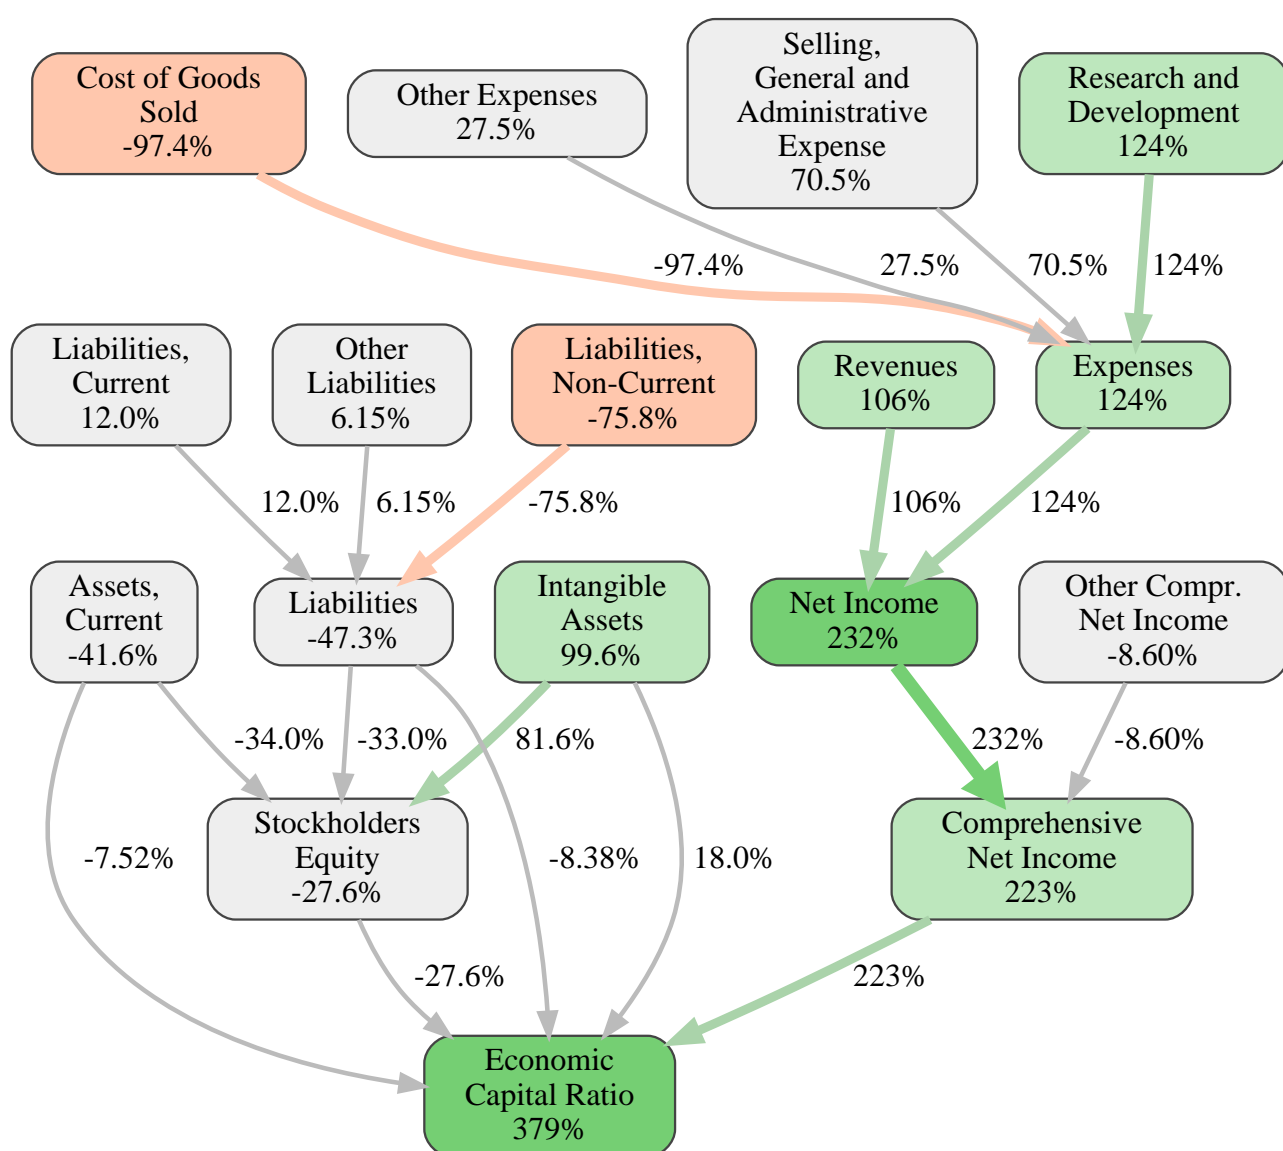 Cost of Goods
Sold
-97.4%
Other Expenses
27.5%
Selling,
General and
Administrative
Expense
70.5%
Research and
Development
124%
-97.4%
27.5%
70.5%
124%
Liabilities,
Current
12.0%
Other
Liabilities
6.15%
Liabilities,
Non-Current
-75.8%
Revenues
106%
Expenses
124%
12.0%
6.15%
-75.8%
106%
124%
Assets,
Current
-41.6%
Liabilities
-47.3%
Intangible
Assets
99.6%
Net Income
232%
Other Compr.
Net Income
-8.60%
-34.0%
-33.0%
81.6%
232%
-8.60%
-7.52%
Stockholders
Equity
-27.6%
-8.38%
18.0%
Comprehensive
Net Income
223%
-27.6%
223%
Economic
Capital Ratio
379%